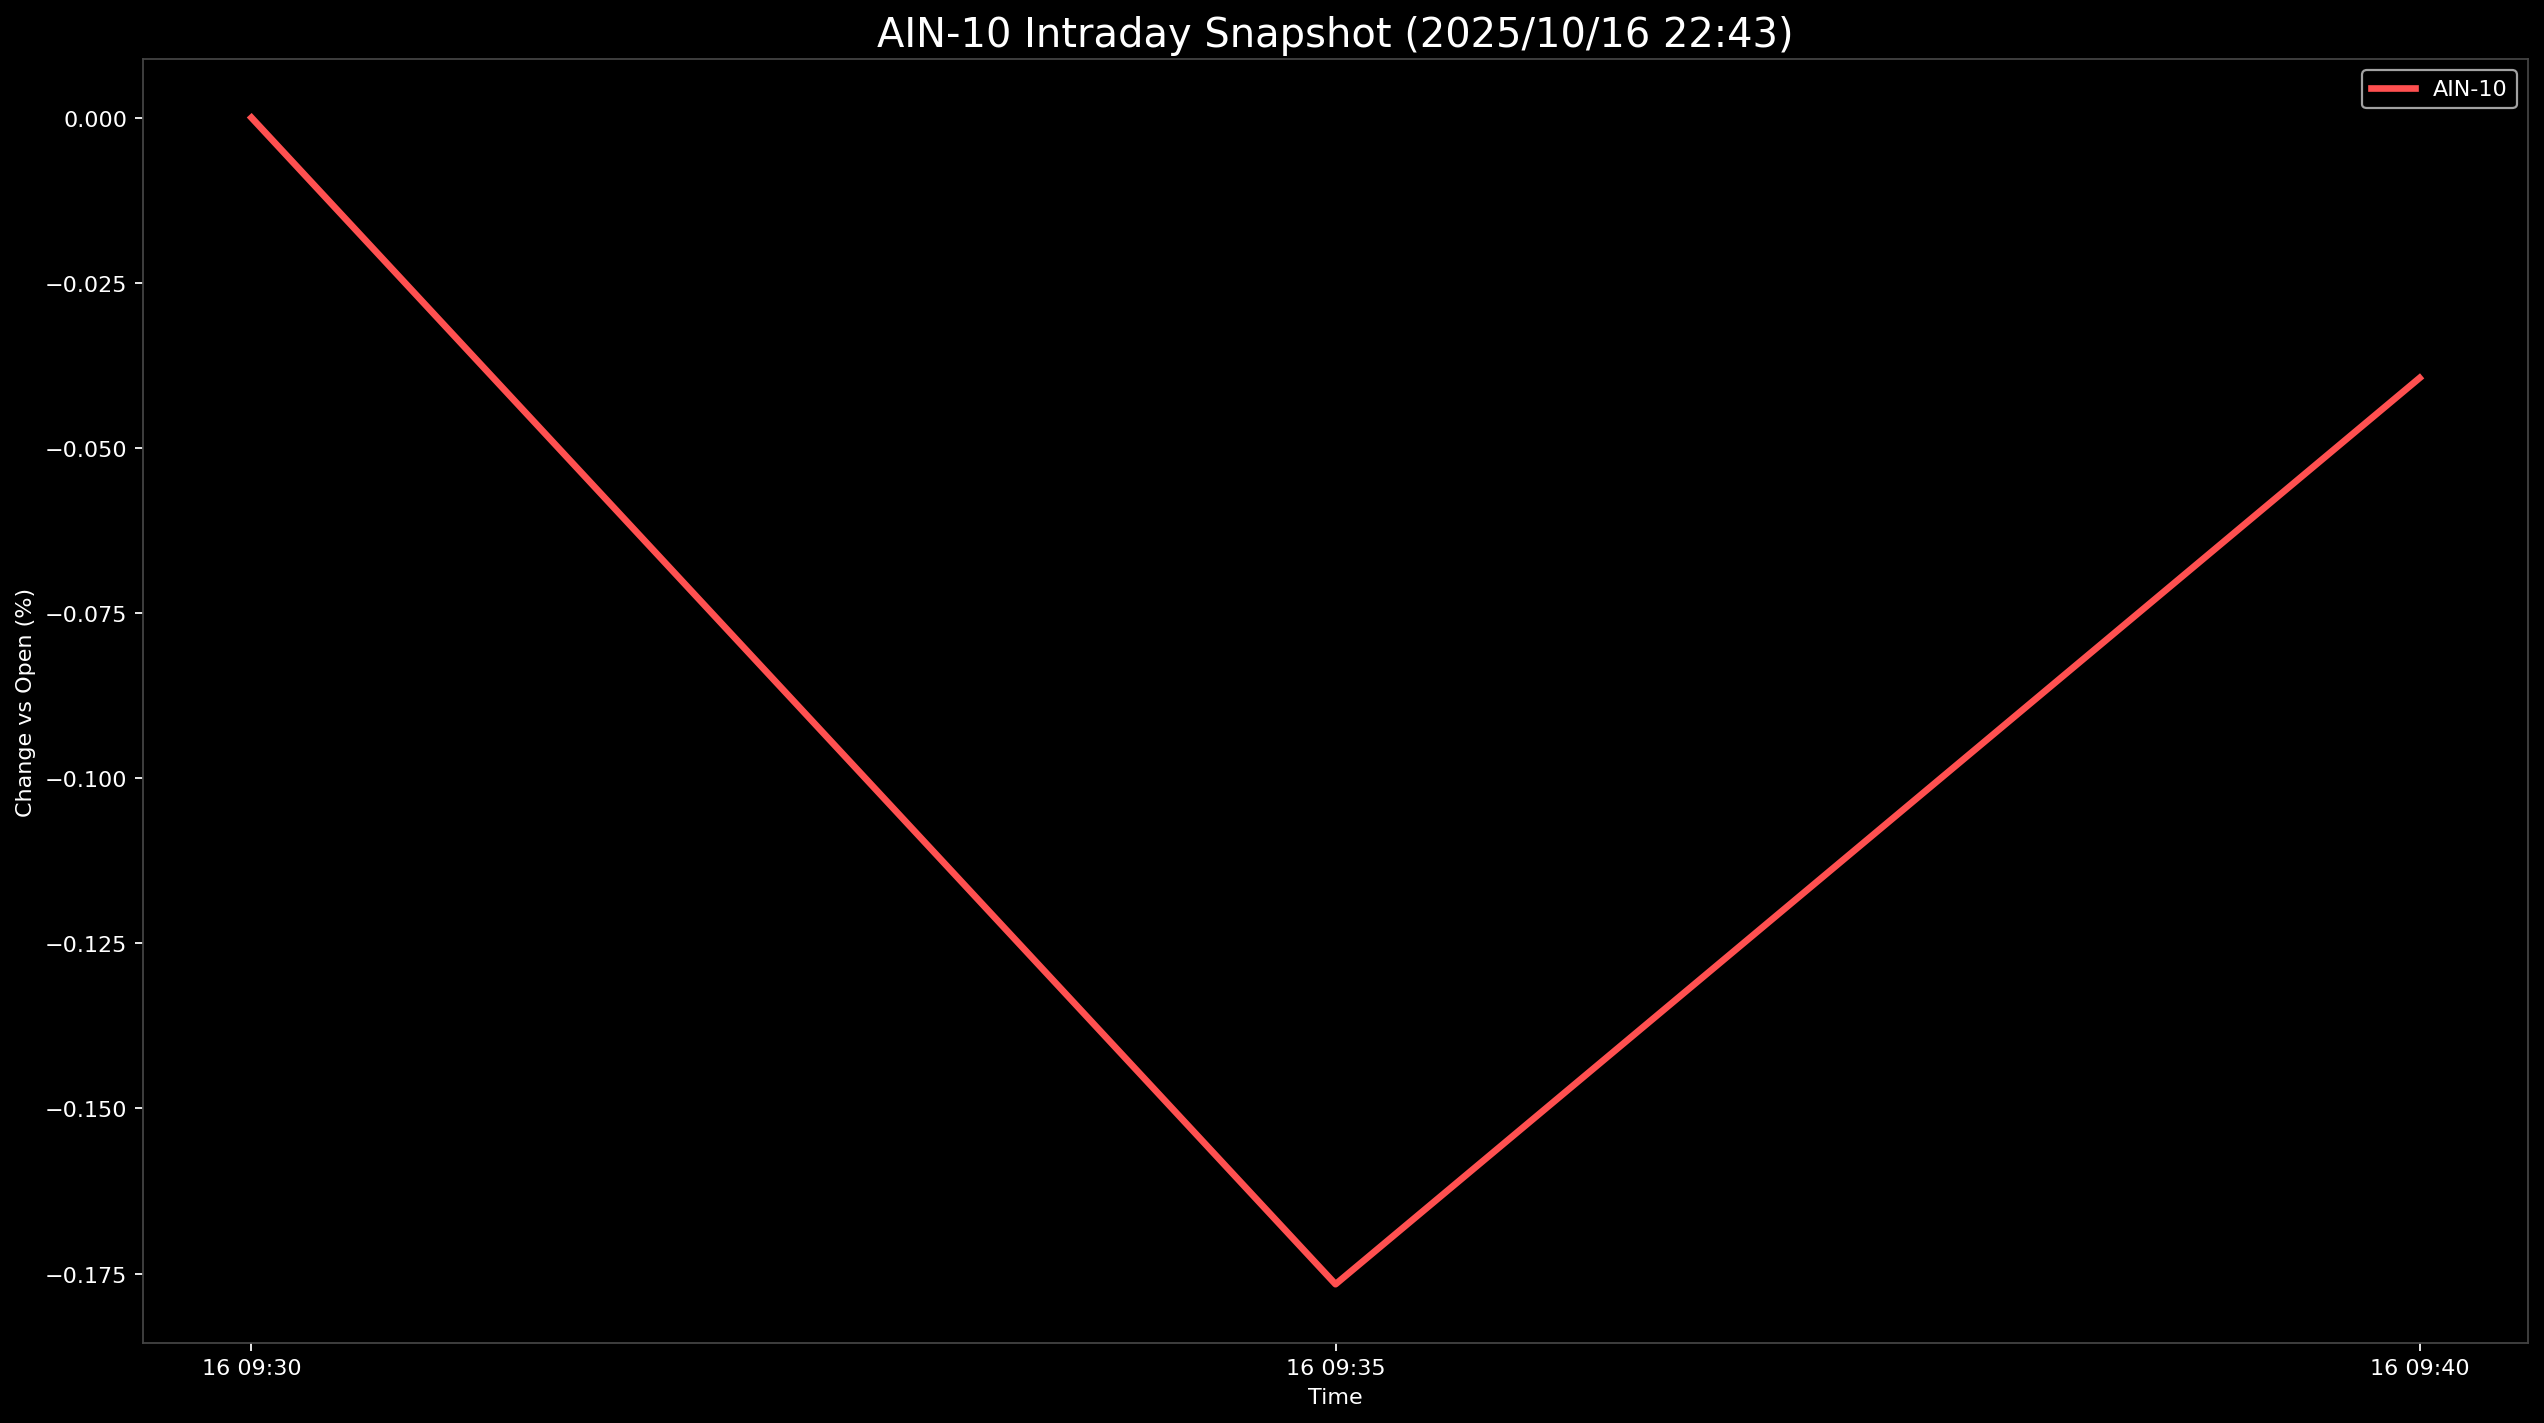 AIN-10 Intraday Snapshot (2025/10/16 22:43)
AIN-10
Change vs Open (%)
0.000
−0.025
−0.050
−0.075
−0.100
−0.125
−0.150
−0.175
16 09:30
16 09:35
16 09:40
Time